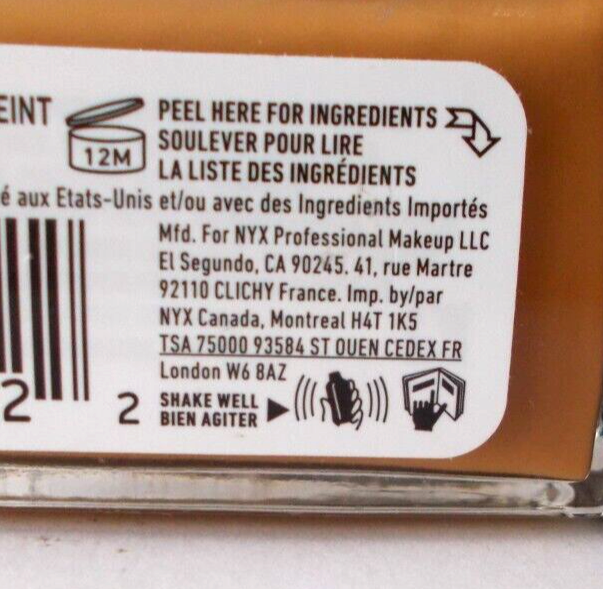 EINT
12M
PEEL HERE FOR INGREDIENTS
SOULEVER POUR LIRE
LA LISTE DES INGRÉDIENTS
é aux Etats-Unis et/ou avec des Ingredients Importés
Mfd. For NYX Professional Makeup LLC
El Segundo, CA 90245. 41, rue Martre
92110 CLICHY France. Imp. by/par
NYX Canada, Montreal H4T 1K5
TSA 75000 93584 ST OUEN CEDEX FR
London W6 8AZ
2 2
SHAKE WELL
BIEN AGITER